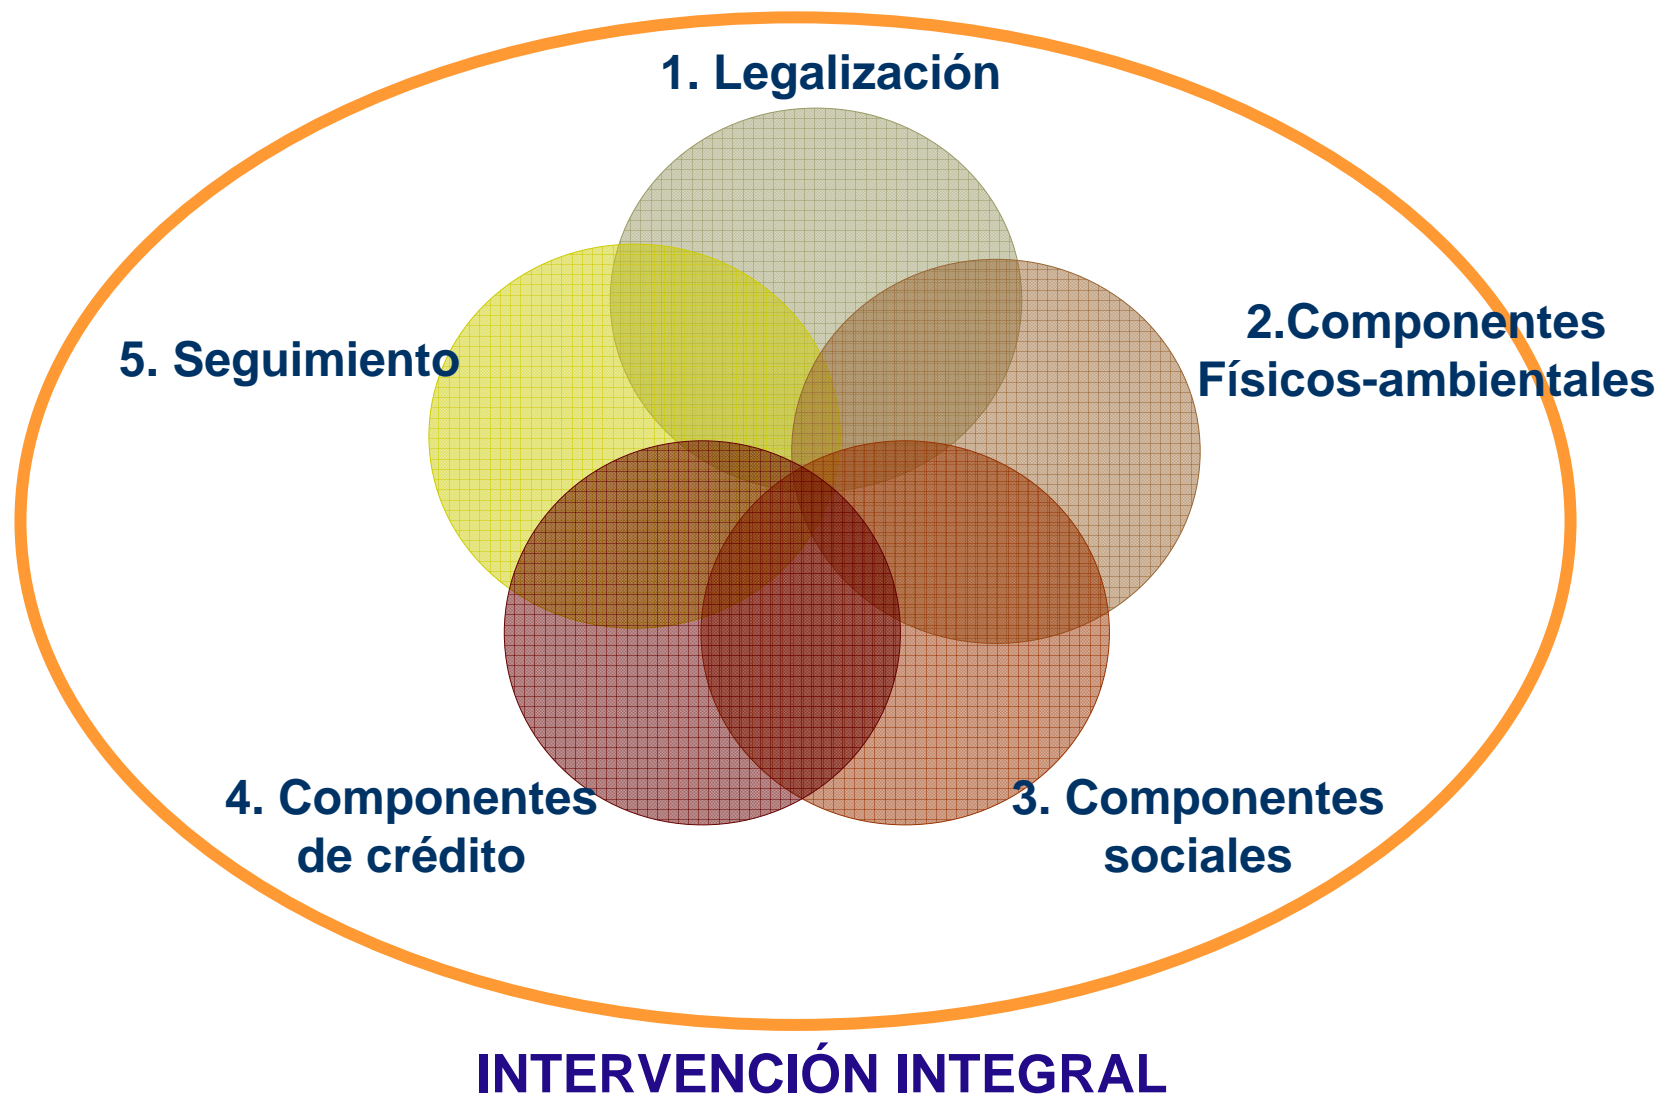 1. Legalización
2.Componentes
Físicos-ambientales
5. Seguimiento
4. Componentes
de crédito
3. Componentes
sociales
INTERVENCIÓN INTEGRAL